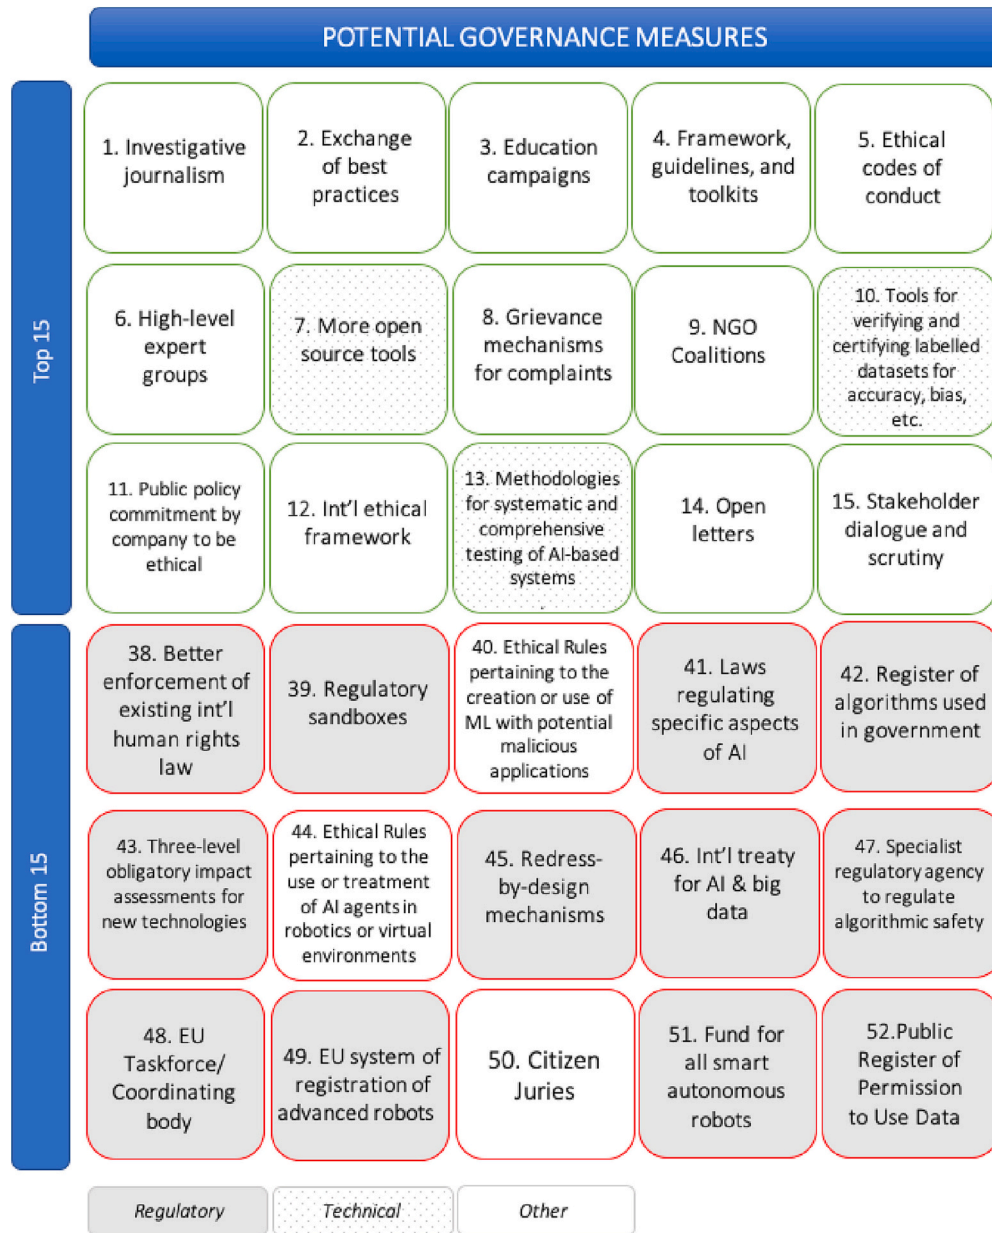 POTENTIAL GOVERNANCE MEASURES
Top 15
1. Investigative
journalism
2. Exchange
of best
practices
3. Education
campaigns
4. Framework,
guidelines, and
toolkits
5. Ethical
codes of
conduct
6. High-level
expert
groups
7. More open
source tools
8. Grievance
mechanisms
for complaints
9. NGO
Coalitions
10. Tools for
verifying and
certifying labelled
datasets for
accuracy, bias,
etc.
11. Public policy
commitment by
company to be
ethical
12. Int'l ethical
framework
13. Methodologies
for systematic and
comprehensive
testing of AI-based
systems
.
14. Open
letters
15. Stakeholder
dialogue and
scrutiny
Bottom 15
38. Better
enforcement of
existing int'l
human rights
law
39. Regulatory
sandboxes
40. Ethical Rules
pertaining to the
creation or use of
ML with potential
malicious
applications
41. Laws
regulating
specific aspects
of AI
42. Register of
algorithms used
in government
43. Three-level
obligatory impact
assessments for
new technologies
44. Ethical Rules
pertaining to the
use or treatment
of AI agents in
robotics or virtual
environments
45. Redress-
by-design
mechanisms
46. Int'l treaty
for AI & big
data
47. Specialist
regulatory agency
to regulate
algorithmic safety
48. EU
Taskforce/
Coordinating
body
49. EU system of
registration of
advanced robots
50. Citizen
Juries
51. Fund for
all smart
autonomous
robots
52.Public
Register of
Permission
to Use Data
Regulatory
Technical
Other